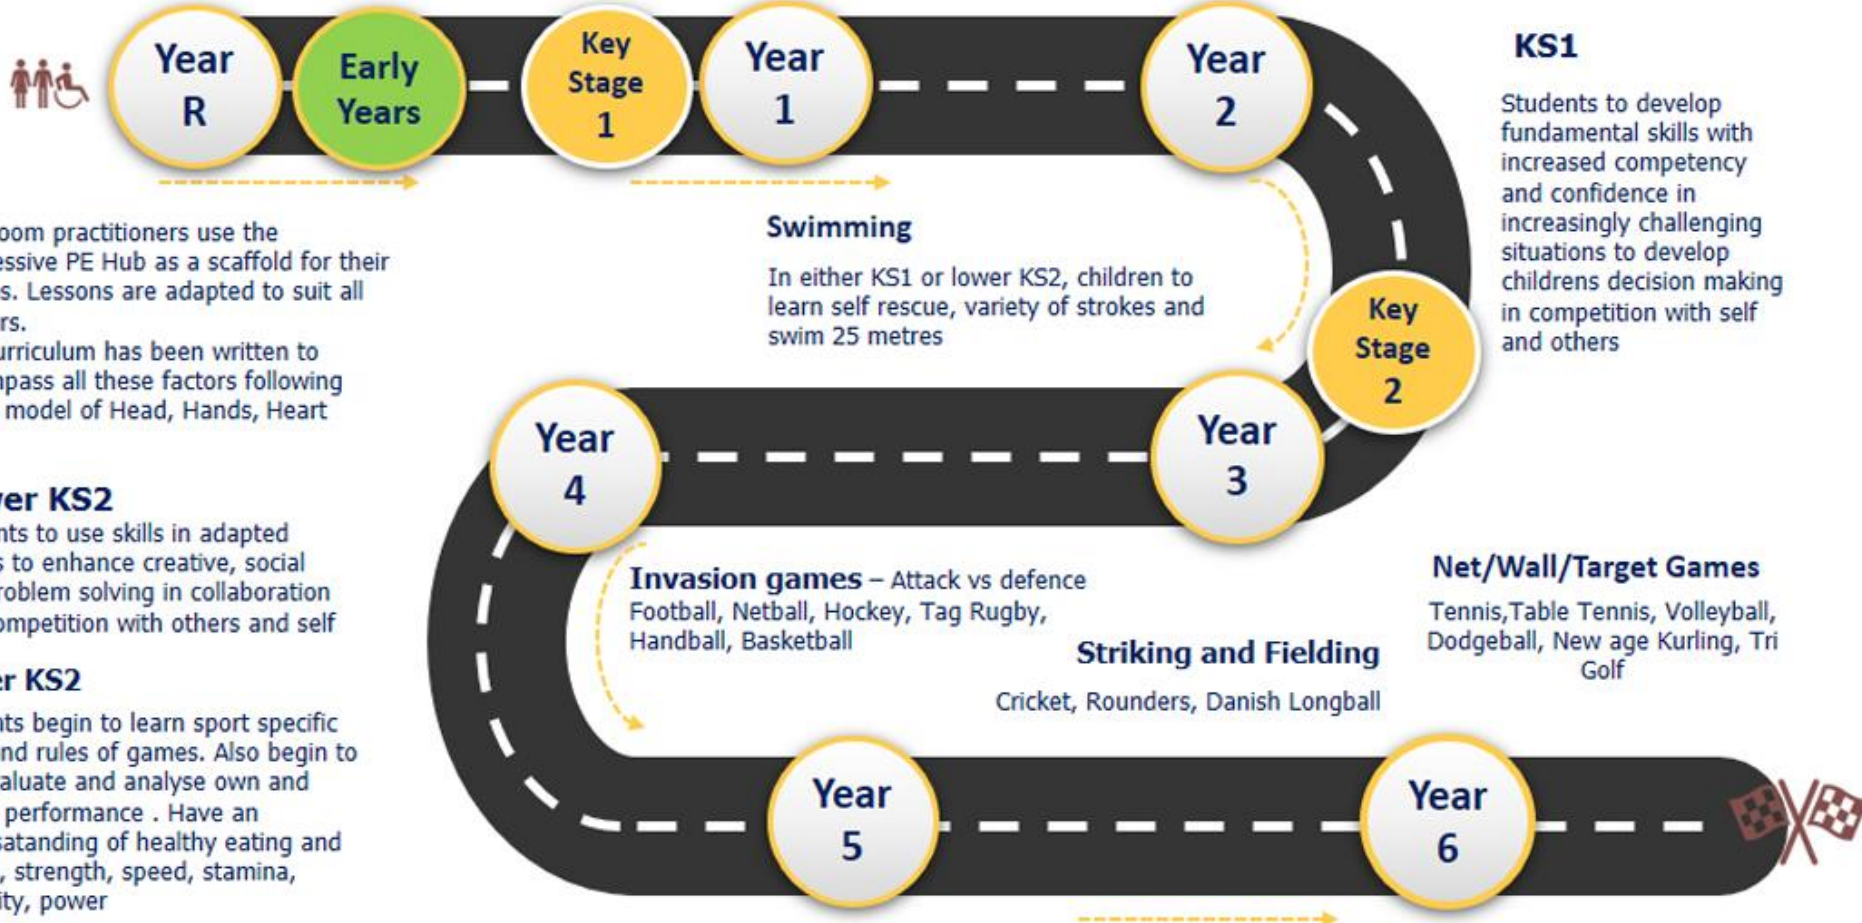 Year
R
Early
Years
Key
Stage
1
Year
1
Year
2
KS1
Students to develop
fundamental skills with
increased competency
and confidence in
increasingly challenging
situations to develop
childrens decision making
in competition with self
and others
oom practitioners use the
essive PE Hub as a scaffold for their
s. Lessons are adapted to suit all
rs.
urriculum has been written to
mpass all these factors following
model of Head, Hands, Heart
Swimming
In either KS1 or lower KS2, children to
learn self rescue, variety of strokes and
swim 25 metres
Key
Stage
2
Year
3
Year
4
ver KS2
nts to use skills in adapted
s to enhance creative, social
roblem solving in collaboration
ompetition with others and self
er KS2
nts begin to learn sport specific
nd rules of games. Also begin to
aluate and analyse own and
performance . Have an
satanding of healthy eating and
, strength, speed, stamina,
ity, power
Invasion games – Attack vs defence
Football, Netball, Hockey, Tag Rugby,
Handball, Basketball
Striking and Fielding
Cricket, Rounders, Danish Longball
Net/Wall/Target Games
Tennis,Table Tennis, Volleyball,
Dodgeball, New age Kurling, Tri
Golf
Year
5
Year
6